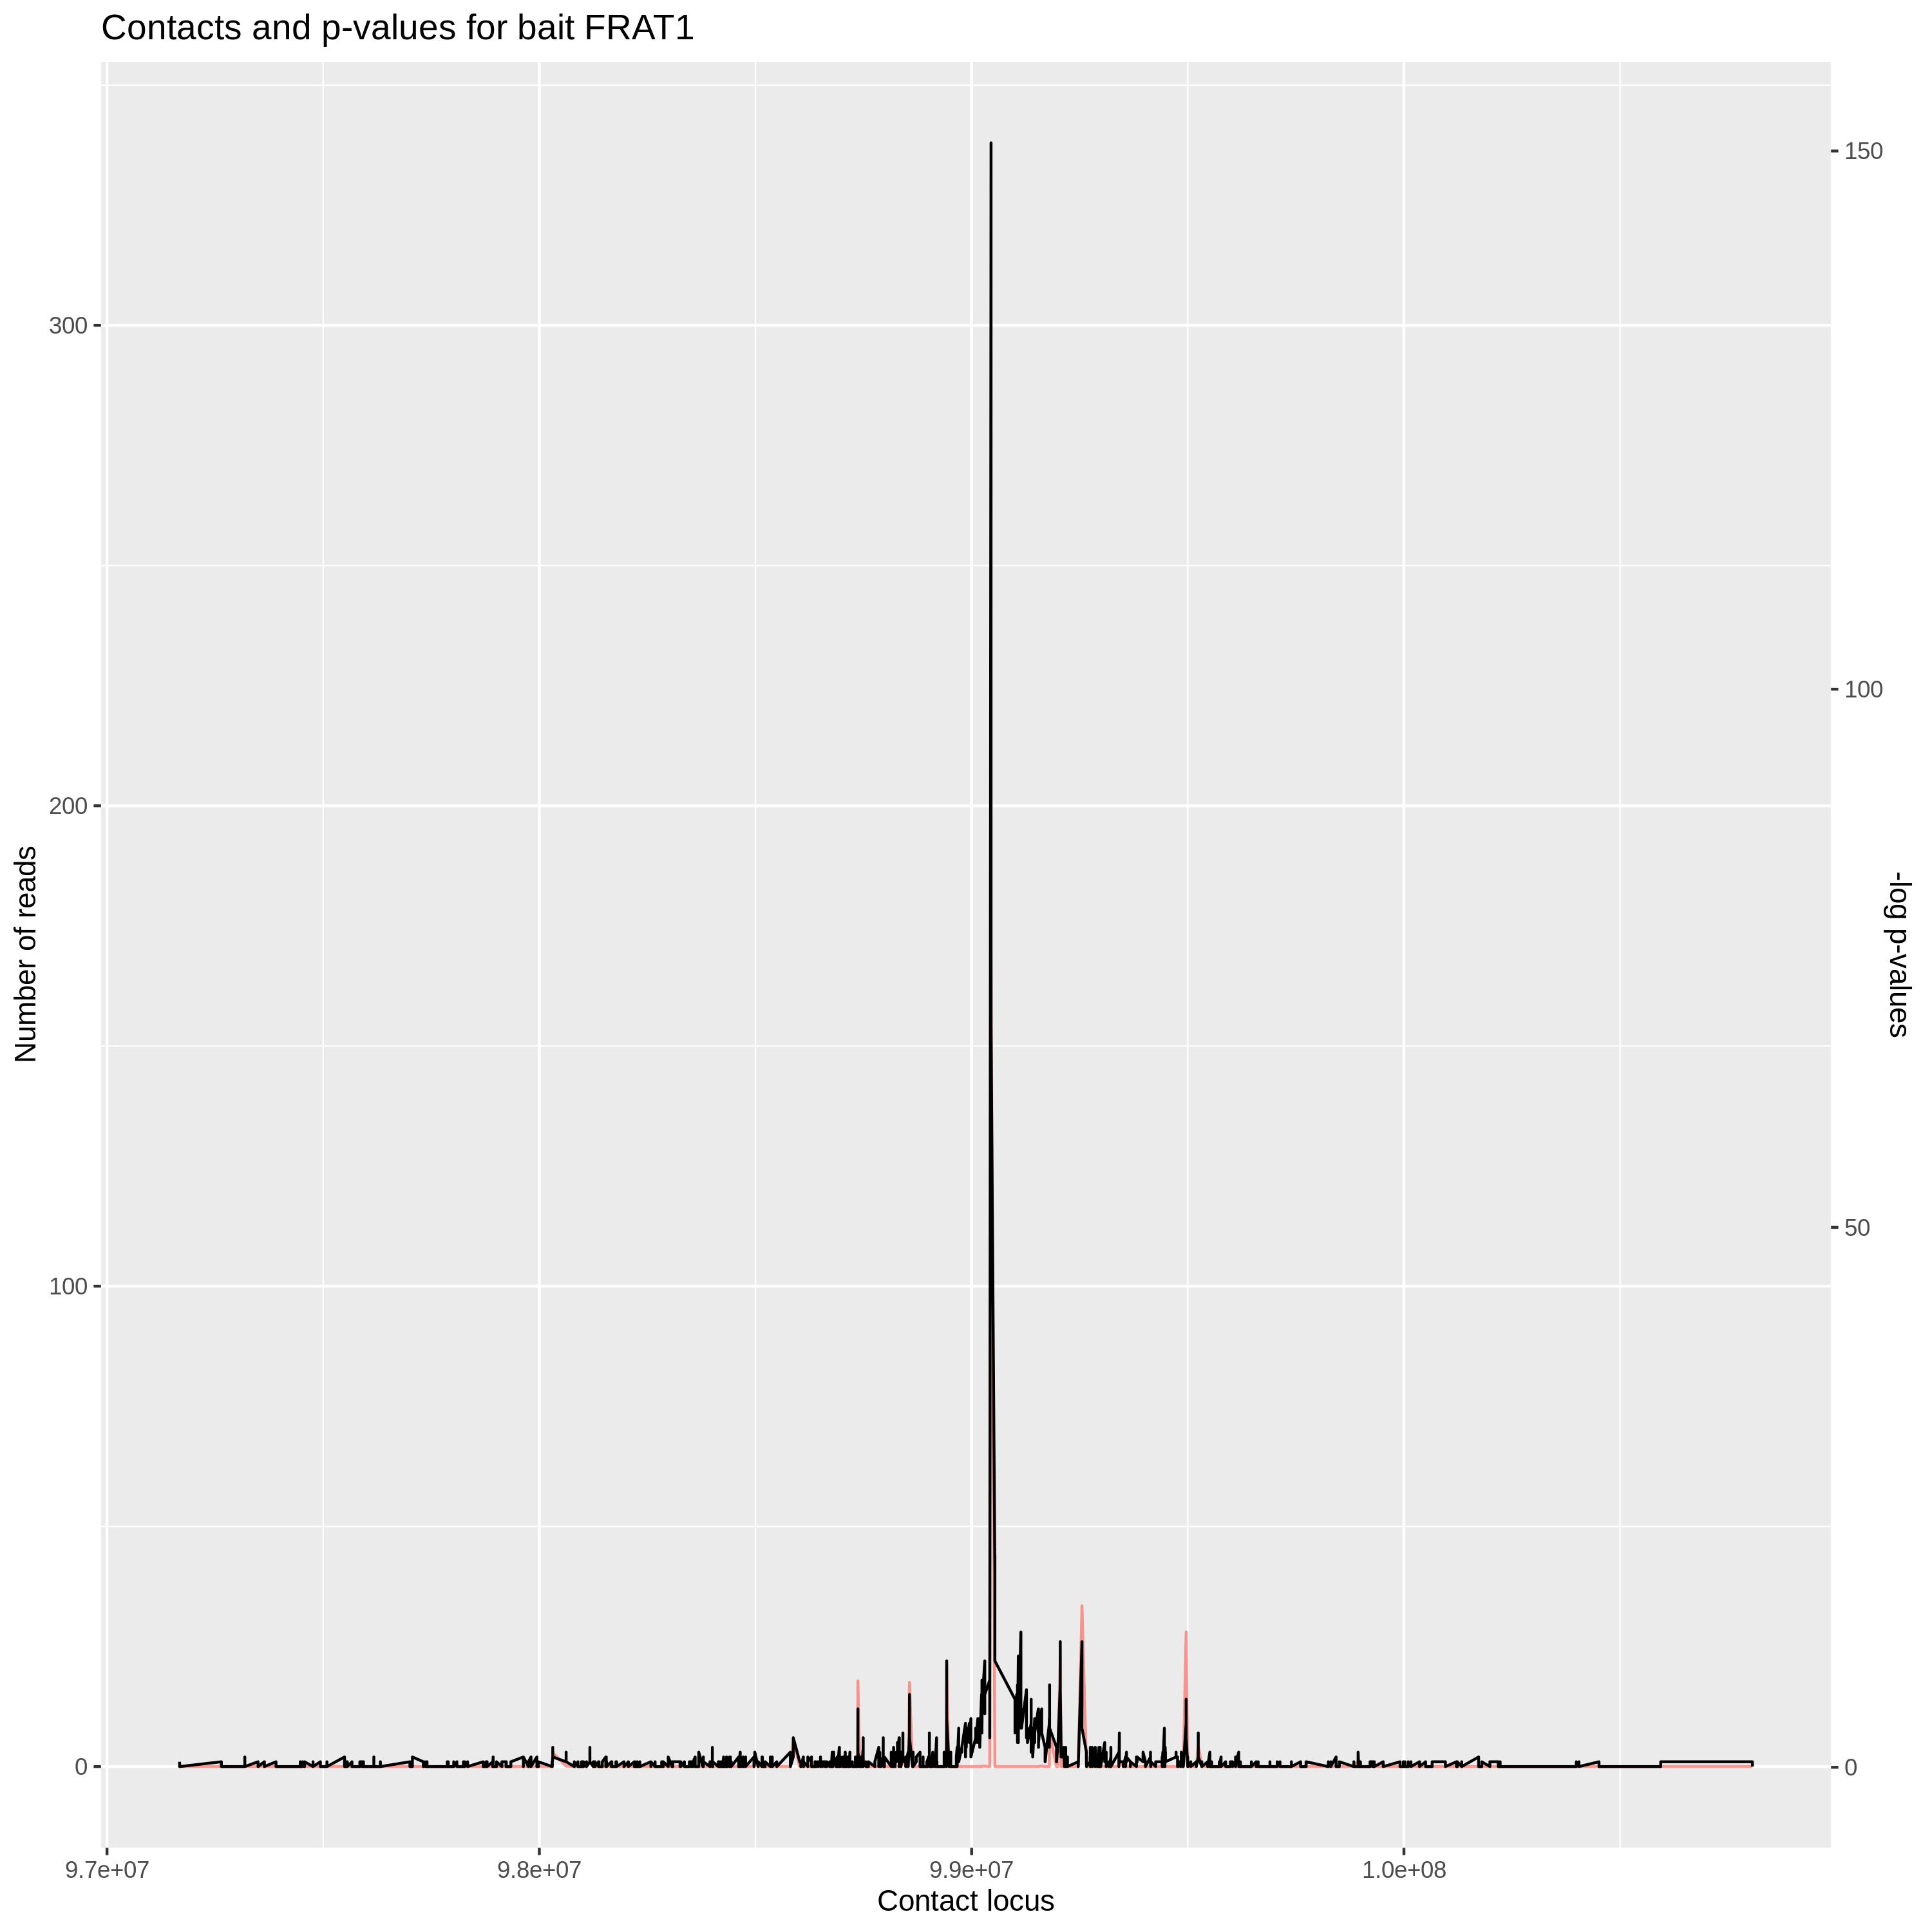 Contacts and p-values for bait FRAT1
Number of reads
300
200
100
0
150
100
50
0
-log p-values
9.7e+07 9.8e+07 9.9e+07 1.0e+08
Contact locus